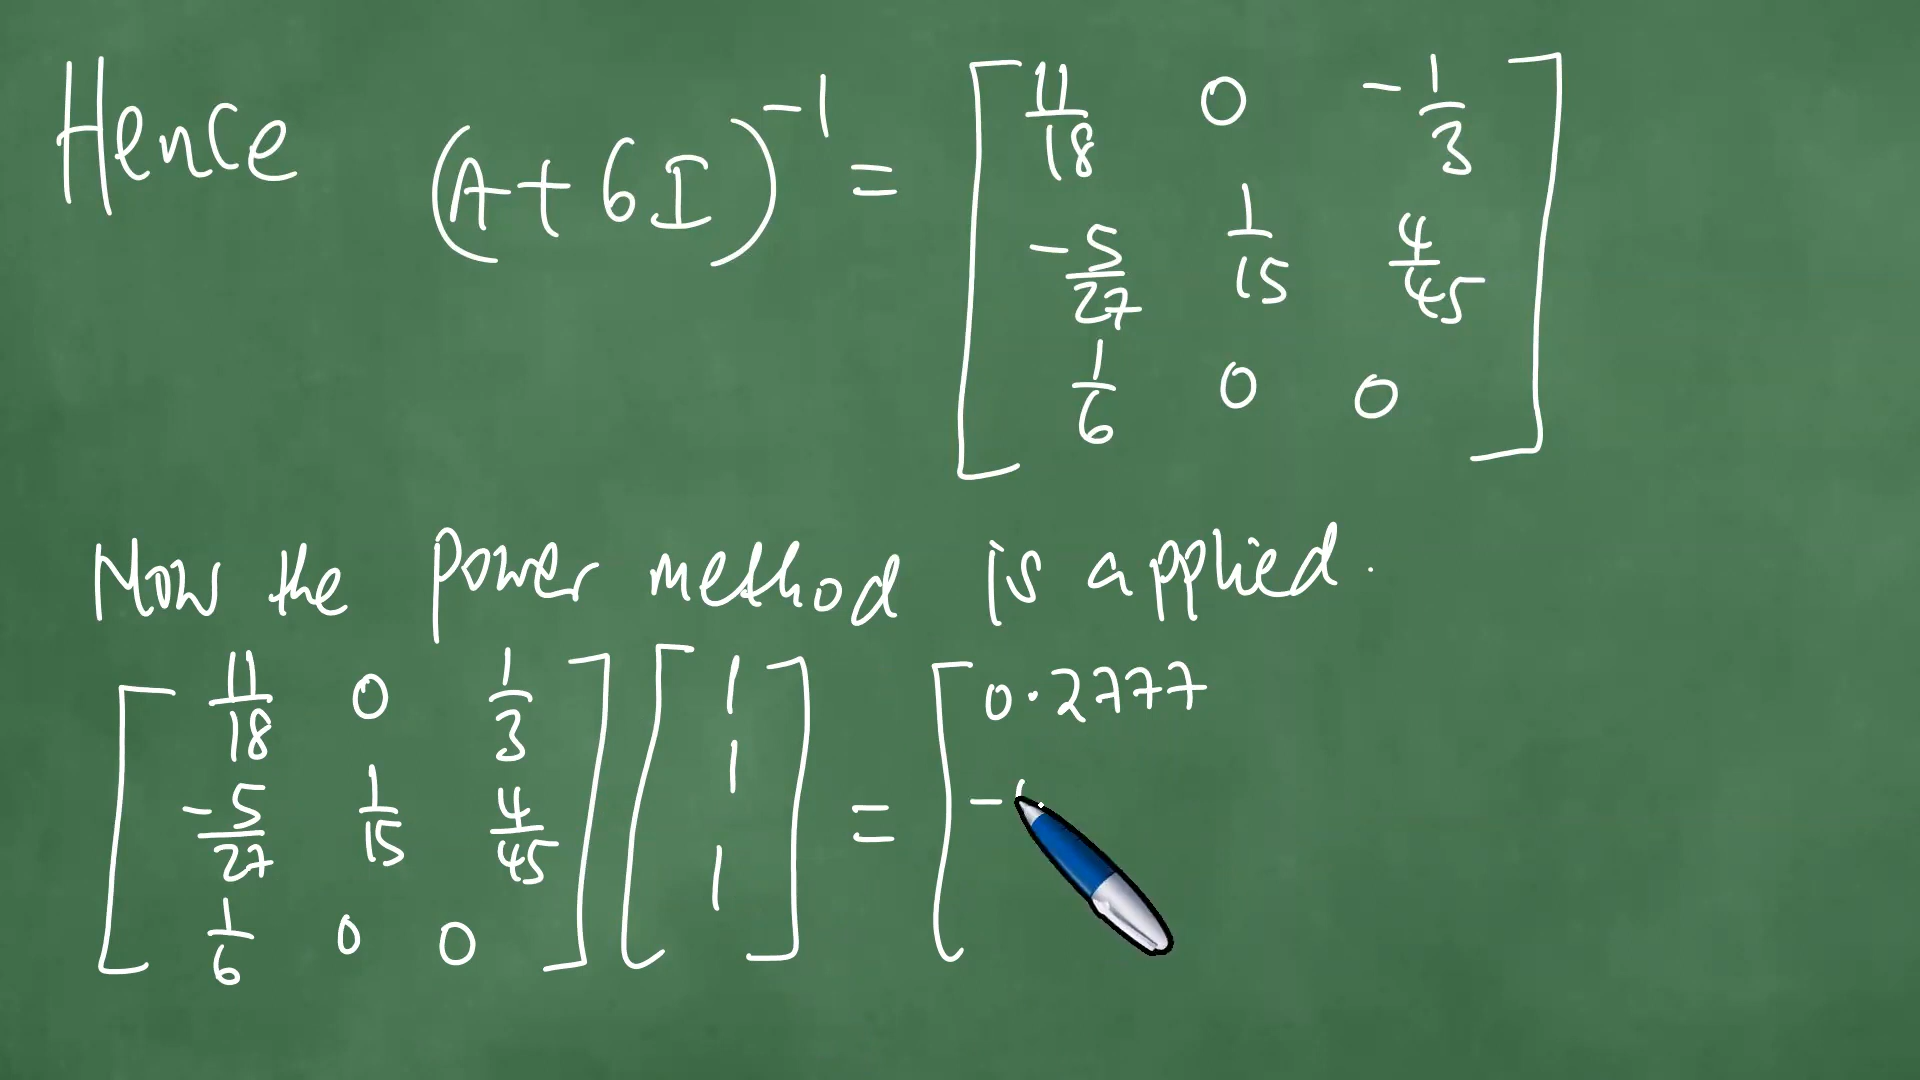 Hence (A+6I)^{-1} = [ 11/18 0 -1/3
-5/27 1/15 4/45
1/6 0 0 ]
Now the power method is applied.
[ 11/18 0 1/3 ] [ 1 ] [ 0.2777
-5/27 1/15 4/45 1 = -
1/6 0 0 1